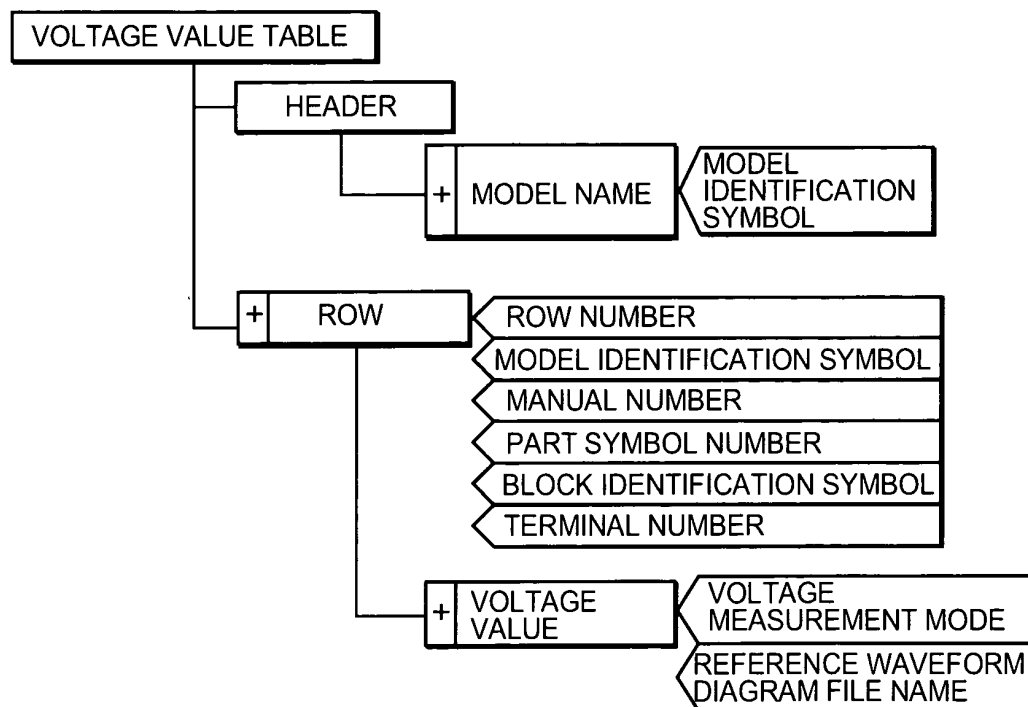 VOLTAGE VALUE TABLE
HEADER
+ MODEL NAME
MODEL
IDENTIFICATION
SYMBOL
+ ROW
ROW NUMBER
MODEL IDENTIFICATION SYMBOL
MANUAL NUMBER
PART SYMBOL NUMBER
BLOCK IDENTIFICATION SYMBOL
TERMINAL NUMBER
+ VOLTAGE
VALUE
VOLTAGE
MEASUREMENT MODE
REFERENCE WAVEFORM
DIAGRAM FILE NAME